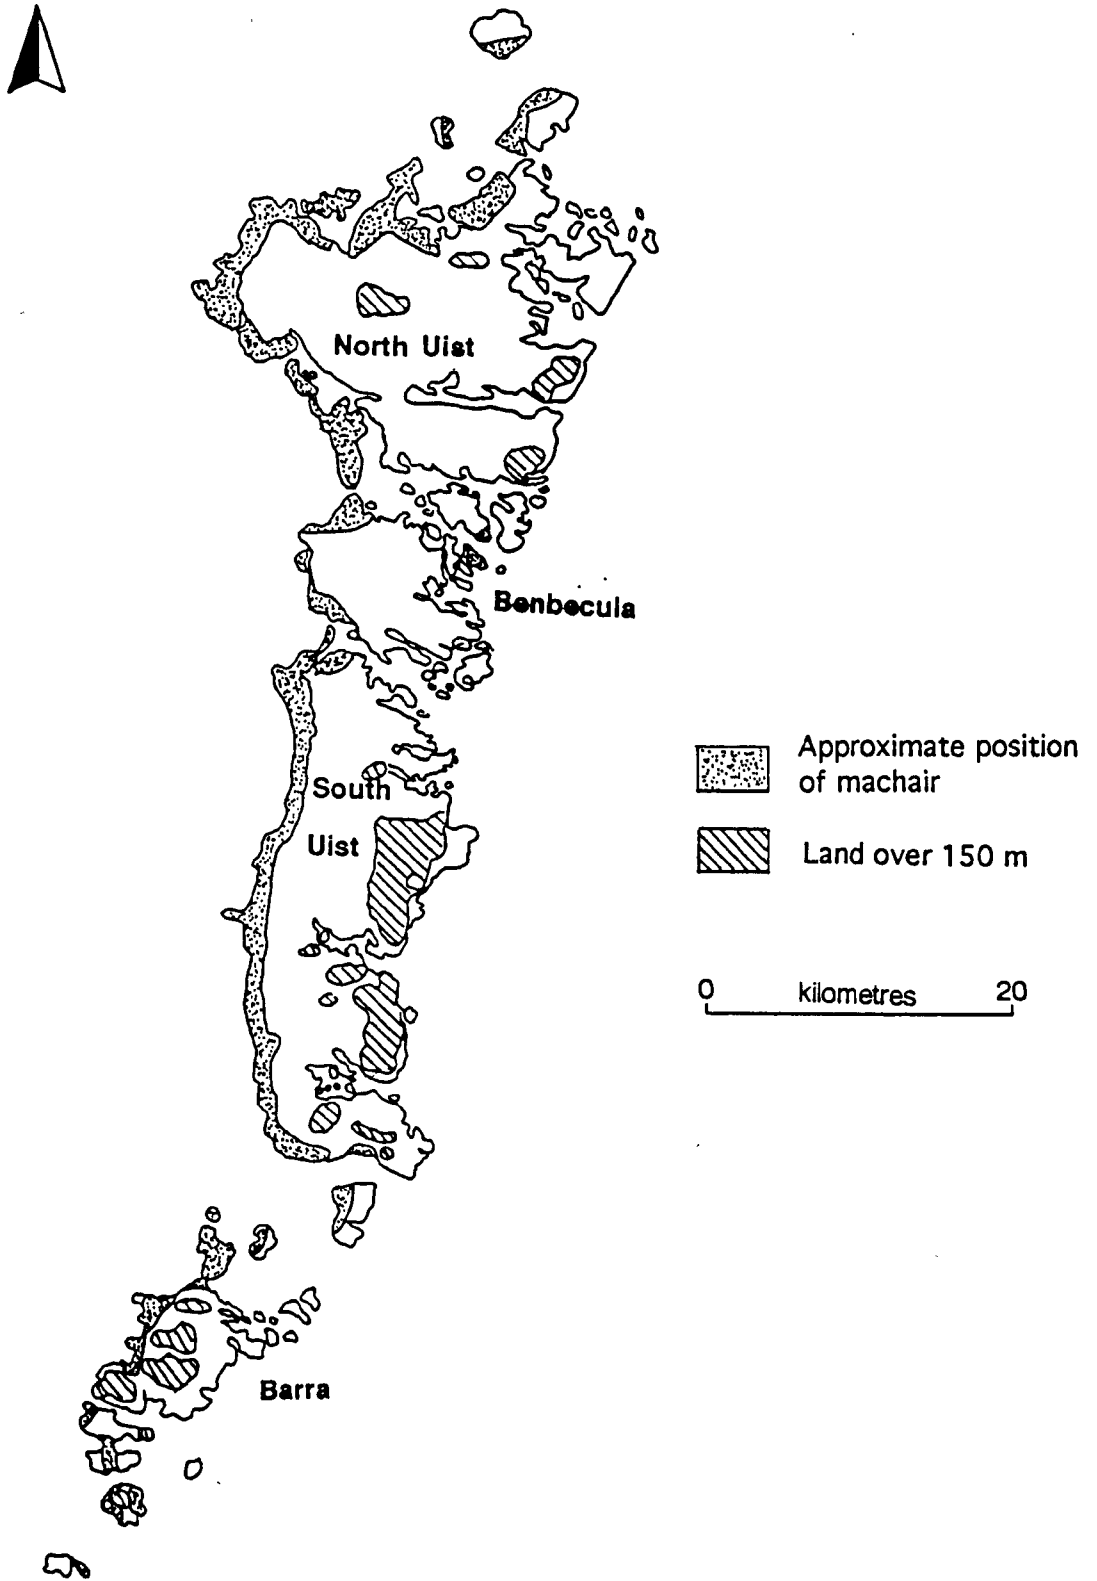 North Uist
Benbecula
South
Uist
Approximate position
of machair
Land over 150 m
0 kilometres 20
Barra